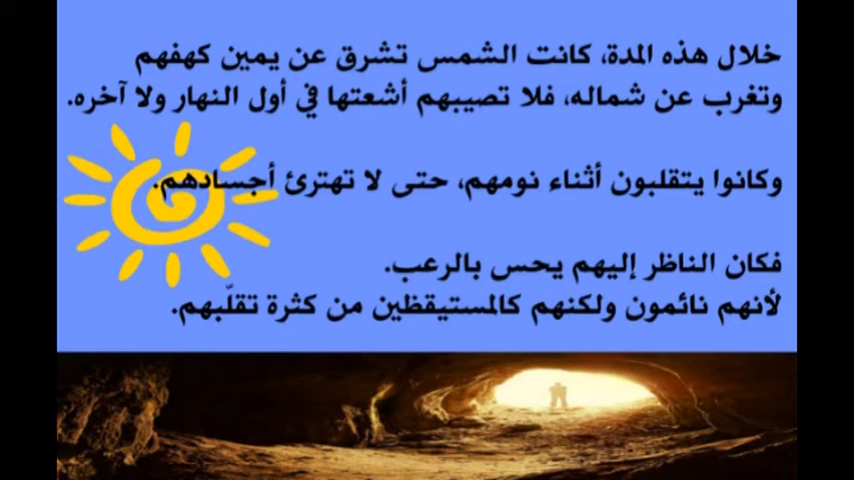 خلال هذه المدة، كانت الشمس تشرق عن يمين كهفهم
وتغرب عن شماله، فلا تصيبهم أشعتها في أول النهار ولا آخره.
وكانوا يتقلبون أثناء نومهم، حتى لا تهترئ أجسادهم.
فكان الناظر إليهم يحس بالرعب.
لأنهم نائمون ولكنهم كالمستيقظين من كثرة تقلّبهم.